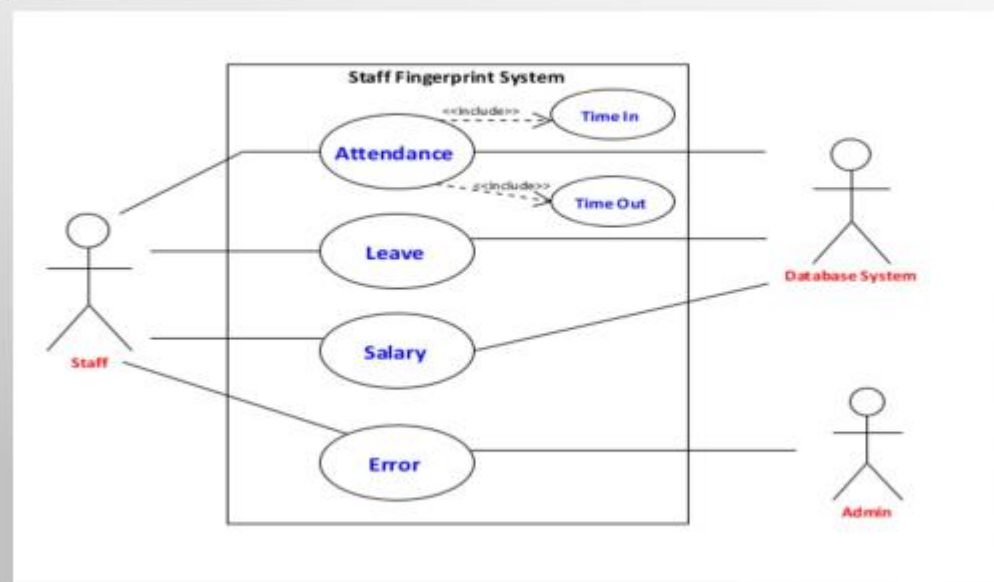 Staff Fingerprint System
<<include>>
Time In
Attendance
<<include>>
Time Out
Leave
Database System
Salary
Staff
Error
Admin